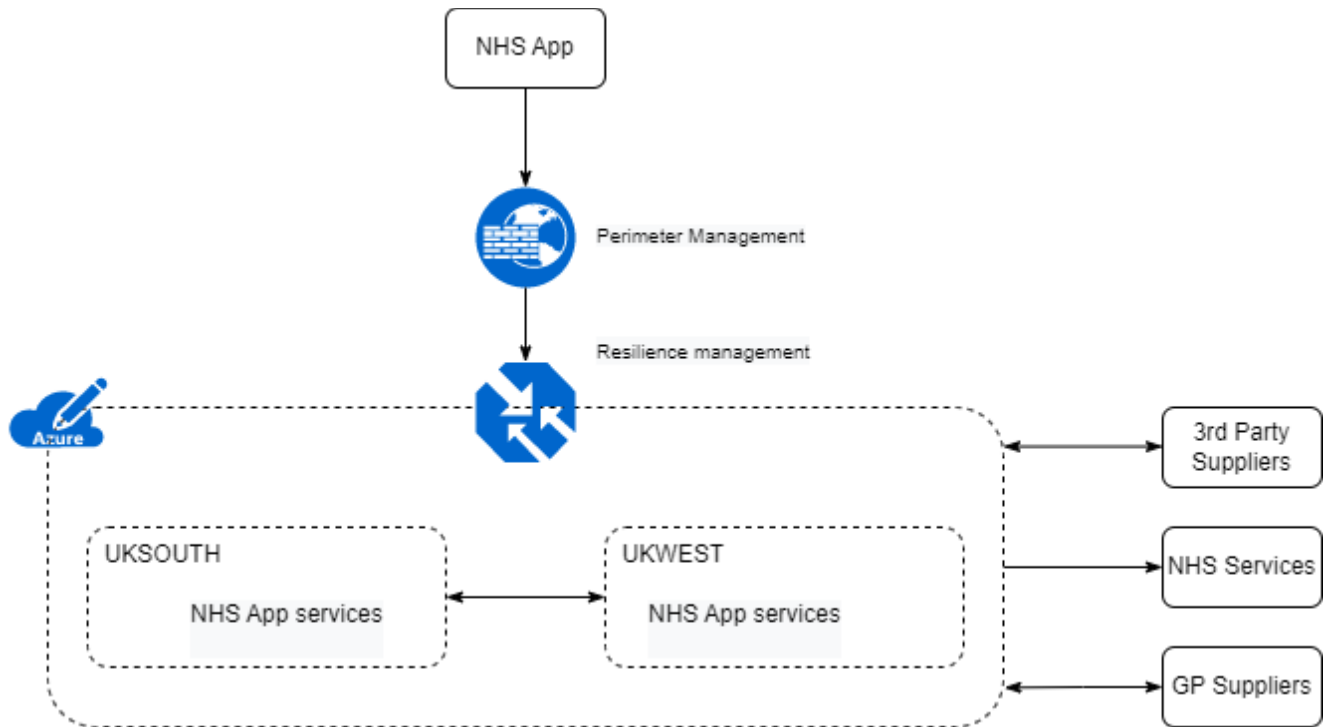 NHS App
Perimeter Management
Resilience management
Azure
3rd Party
Suppliers
UKSOUTH
UKWEST
NHS Services
NHS App services
NHS App services
GP Suppliers